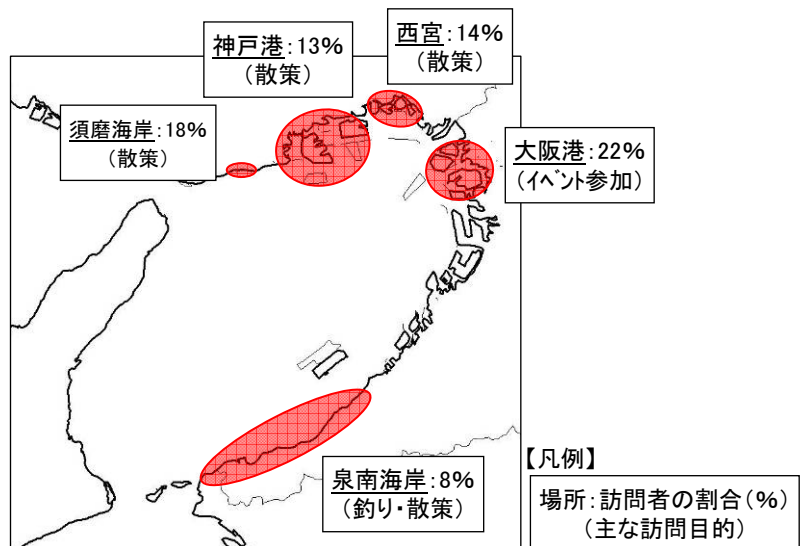 神戸港:13%
(散策)
西宮:14%
(散策)
須磨海岸:18%
(散策)
大阪港:22%
(イベント参加)
泉南海岸:8%
(釣り・散策)
【凡例】
場所:訪問者の割合(%)
(主な訪問目的)